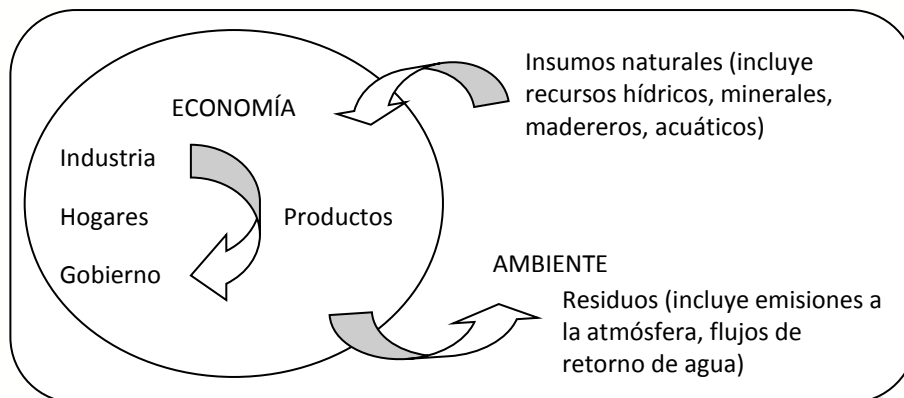 ECONOMÍA
Industria
Hogares
Gobierno
Productos
Insumos naturales (incluye
recursos hídricos, minerales,
madereros, acuáticos)
AMBIENTE
Residuos (incluye emisiones a
la atmósfera, flujos de
retorno de agua)